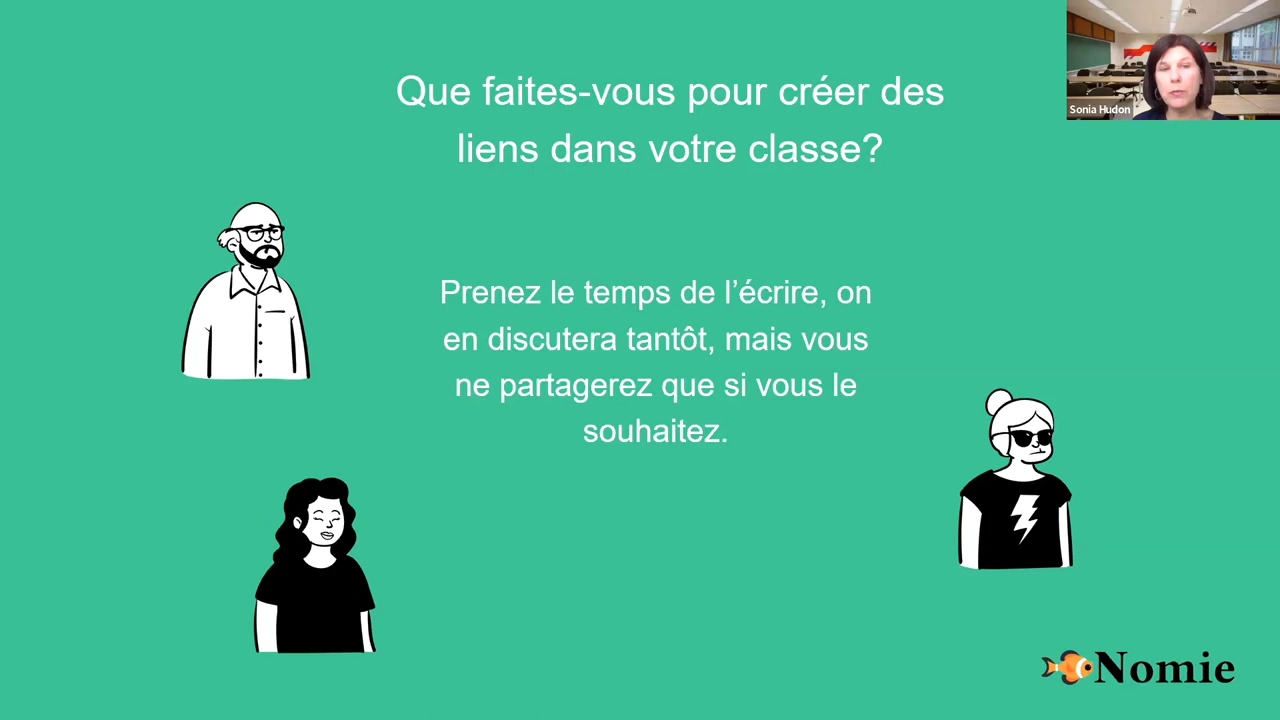 Que faites-vous pour créer des
liens dans votre classe?
Sonia Hudon
Prenez le temps de l’écrire, on
en discutera tantôt, mais vous
ne partagerez que si vous le
souhaitez.
Nomie